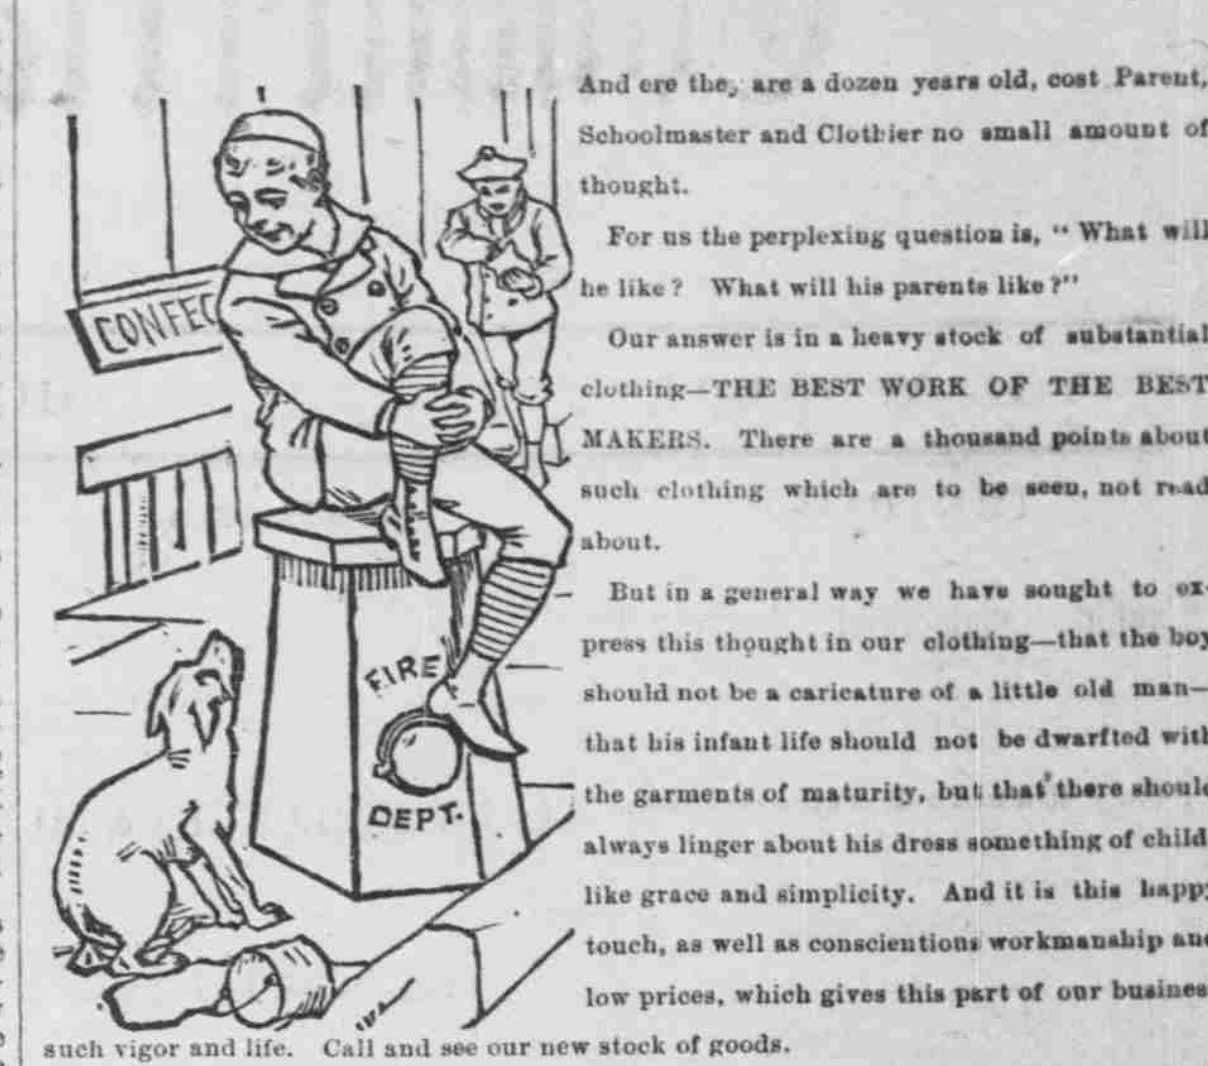 And ere they are a dozen years old, cost Parent,
Schoolmaster and Clothier no small amount of
thought.
For us the perplexing question is, “ What will
he like ? What will his parents like ?”
Our answer is in a heavy stock of substantial
clothing—THE BEST WORK OF THE BEST
MAKERS. There are a thousand points about
such clothing which are to be seen, not read
about.
But in a general way we have sought to ex-
press this thought in our clothing—that the boy
should not be a caricature of a little old man—
that his infant life should not be dwarfted with
the garments of maturity, but that there should
always linger about his dress something of child
like grace and simplicity. And it is this happy
touch, as well as conscientious workmanship and
low prices, which gives this part of our busines
such vigor and life. Call and see our new stock of goods.
CONFEC
FIRE
DEPT.